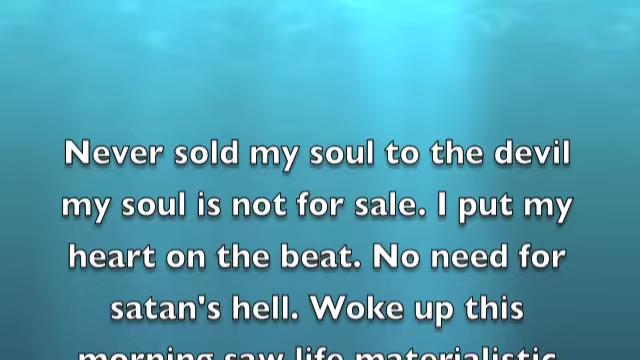 Never sold my soul to the devil
my soul is not for sale. I put my
heart on the beat. No need for
satan's hell. Woke up this
morning saw life materialistic